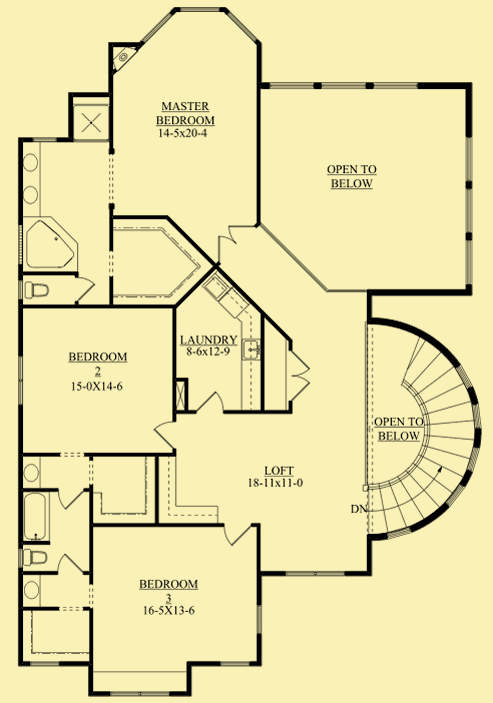 MASTER
BEDROOM
14-5x20-4
OPEN TO
BELOW
LAUNDRY
8-6x12-9
BEDROOM
2
15-0X14-6
OPEN TO
BELOW
LOFT
18-11x11-0
DN
BEDROOM
3
16-5X13-6